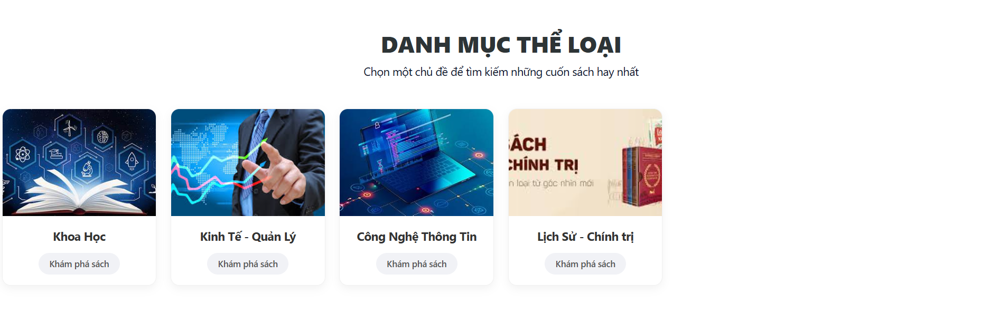 DANH MỤC THỂ LOẠI
Chọn một chủ đề để tìm kiếm những cuốn sách hay nhất
SÁCH
CHÍNH TRỊ
loại từ góc nhìn mới
Khoa Học
Kinh Tế - Quản Lý
Công Nghệ Thông Tin
Lịch Sử - Chính trị
Khám phá sách
Khám phá sách
Khám phá sách
Khám phá sách